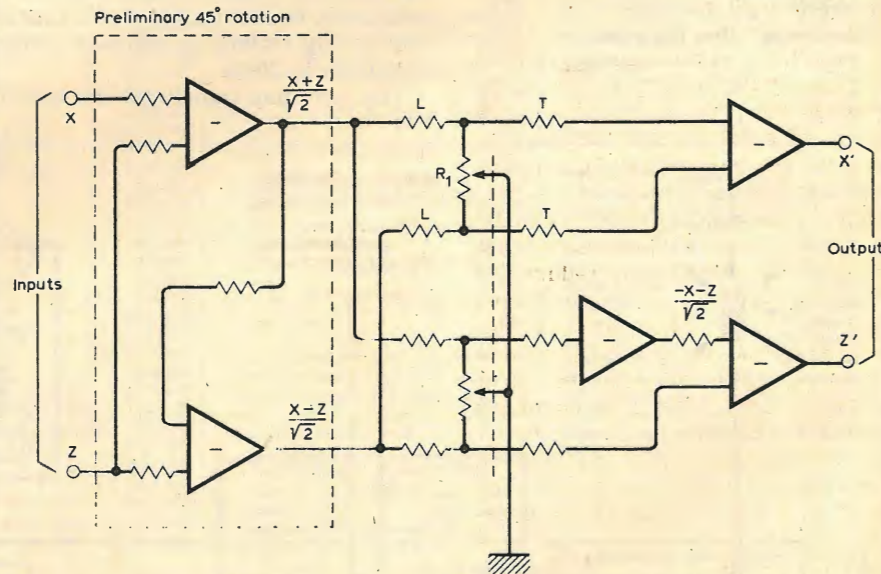 Preliminary 45° rotation
X+Z
√2
L
T
X
X'
R₁
L
T
Inputs
Output
-X-Z
√2
Z'
X-Z
√2
Z